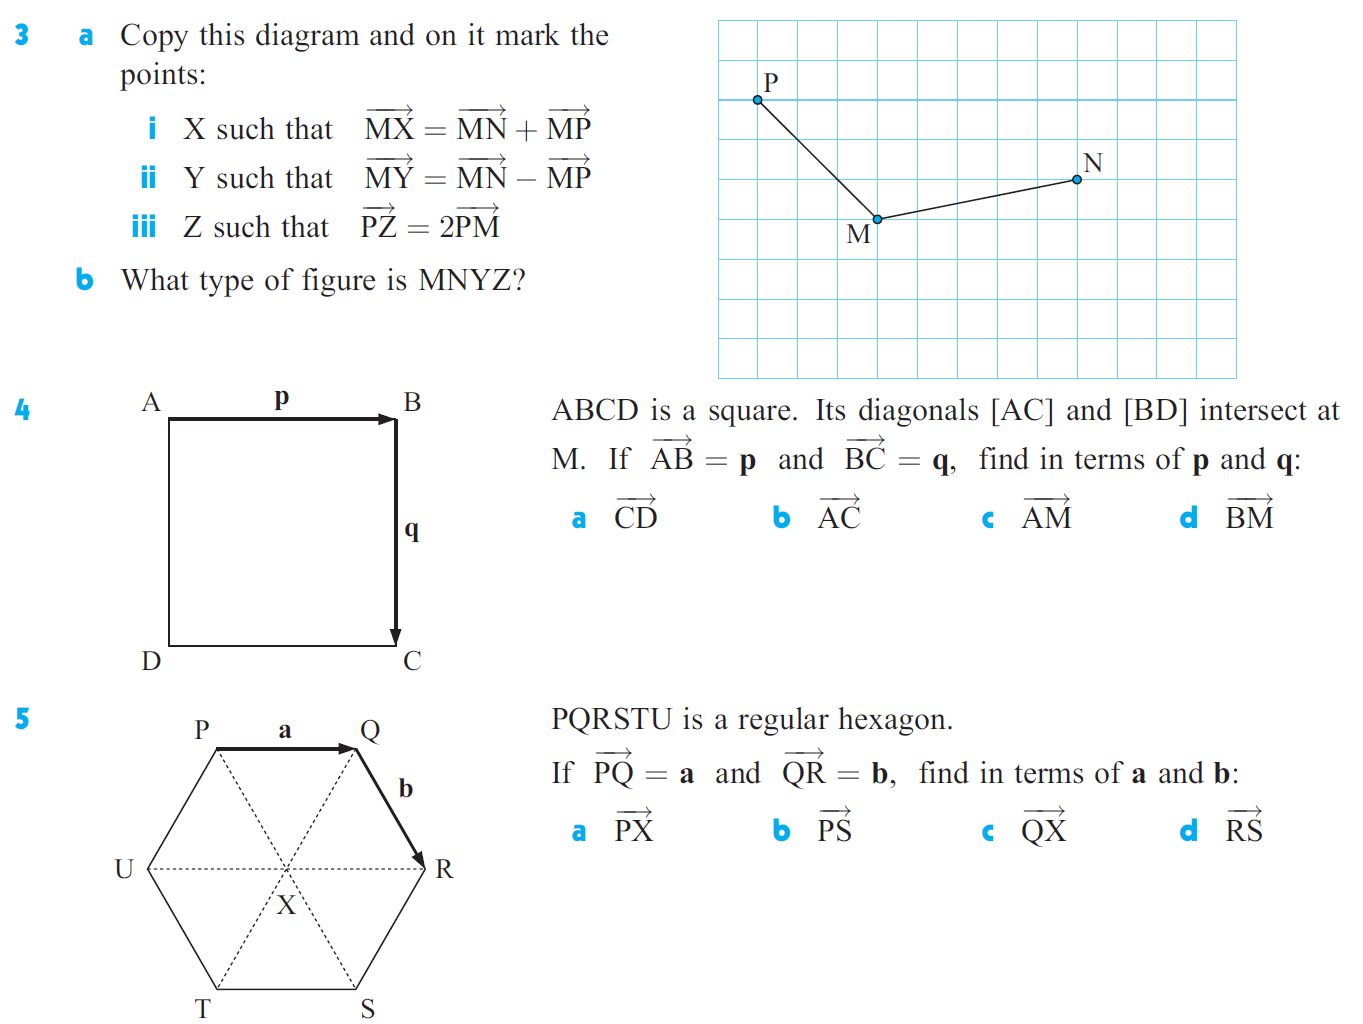 3 a Copy this diagram and on it mark the
points:
i X such that MX→ = MN→ + MP→
ii Y such that MY→ = MN→ − MP→
iii Z such that PZ→ = 2PM→
b What type of figure is MNYZ?
P
N
M
4
A p B
q
D C
ABCD is a square. Its diagonals [AC] and [BD] intersect at
M. If AB→ = p and BC→ = q, find in terms of p and q:
a CD→ b AC→ c AM→ d BM→
5
P a Q
b
U R
X
T S
PQRSTU is a regular hexagon.
If PQ→ = a and QR→ = b, find in terms of a and b:
a PX→ b PS→ c QX→ d RS→